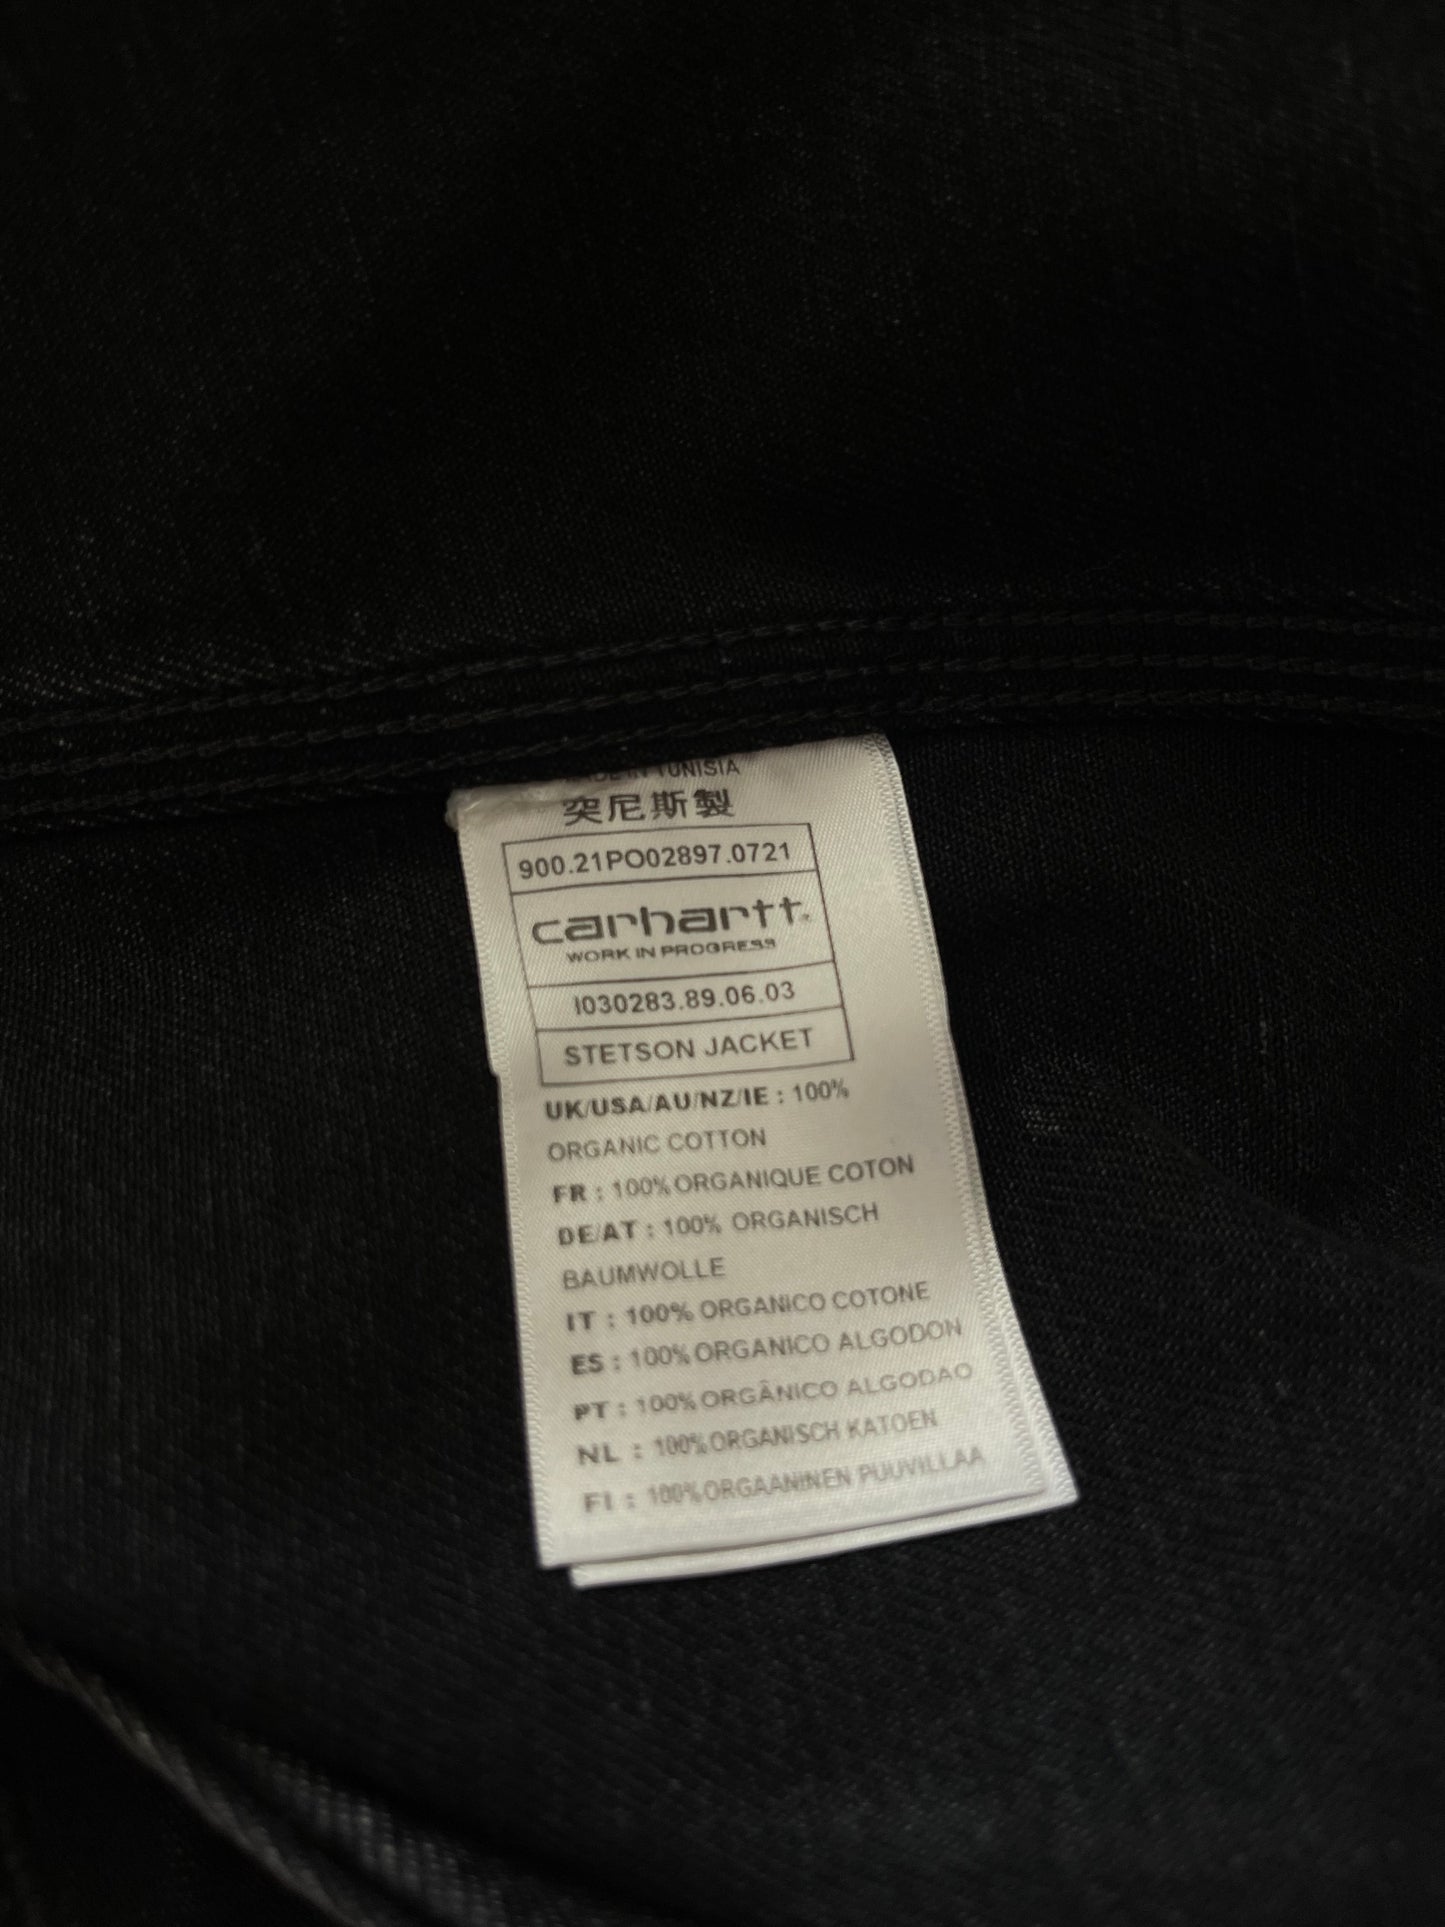 MADE IN TUNISIA
突尼斯製
900.21PO02897.0721
carhartt®
WORK IN PROGRESS
I030283.89.06.03
STETSON JACKET
UK/USA/AU/NZ/IE : 100%
ORGANIC COTTON
FR : 100% ORGANIQUE COTON
DE/AT : 100% ORGANISCH
BAUMWOLLE
IT : 100% ORGANICO COTONE
ES : 100% ORGANICO ALGODON
PT : 100% ORGÂNICO ALGODAO
NL : 100% ORGANISCH KATOEN
FI : 100% ORGAANINEN PUUVILLAA